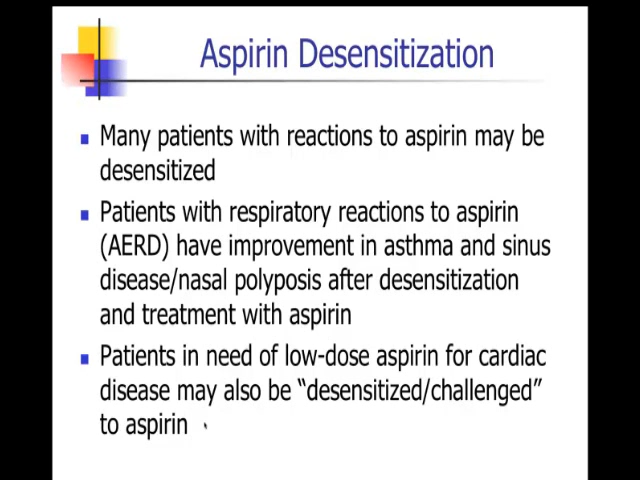 Aspirin Desensitization
Many patients with reactions to aspirin may be
desensitized
Patients with respiratory reactions to aspirin
(AERD) have improvement in asthma and sinus
disease/nasal polyposis after desensitization
and treatment with aspirin
Patients in need of low-dose aspirin for cardiac
disease may also be “desensitized/challenged”
to aspirin